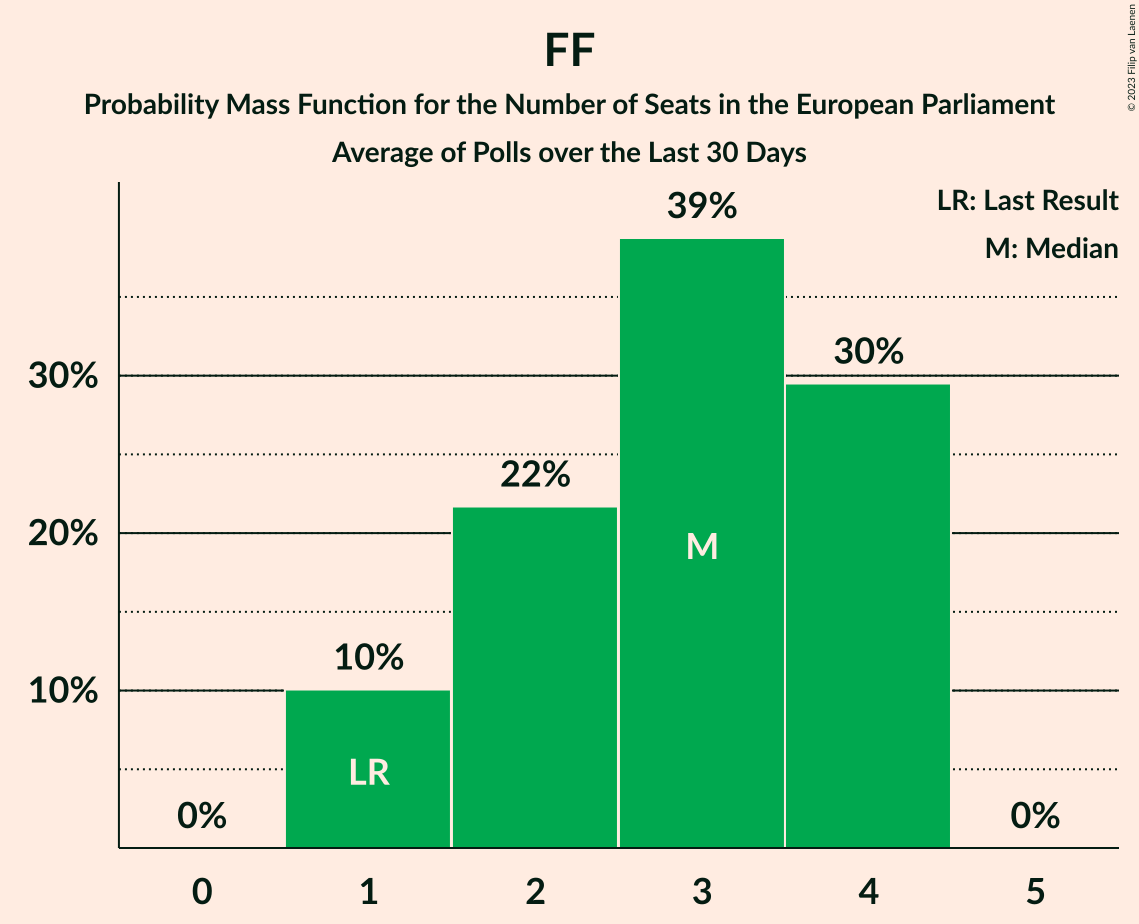 FF
Probability Mass Function for the Number of Seats in the European Parliament
Average of Polls over the Last 30 Days
© 2023 Filip van Laenen
LR: Last Result
M: Median
39%
30%
30%
22%
20%
M
10%
10%
LR
0%
0%
0 1 2 3 4 5